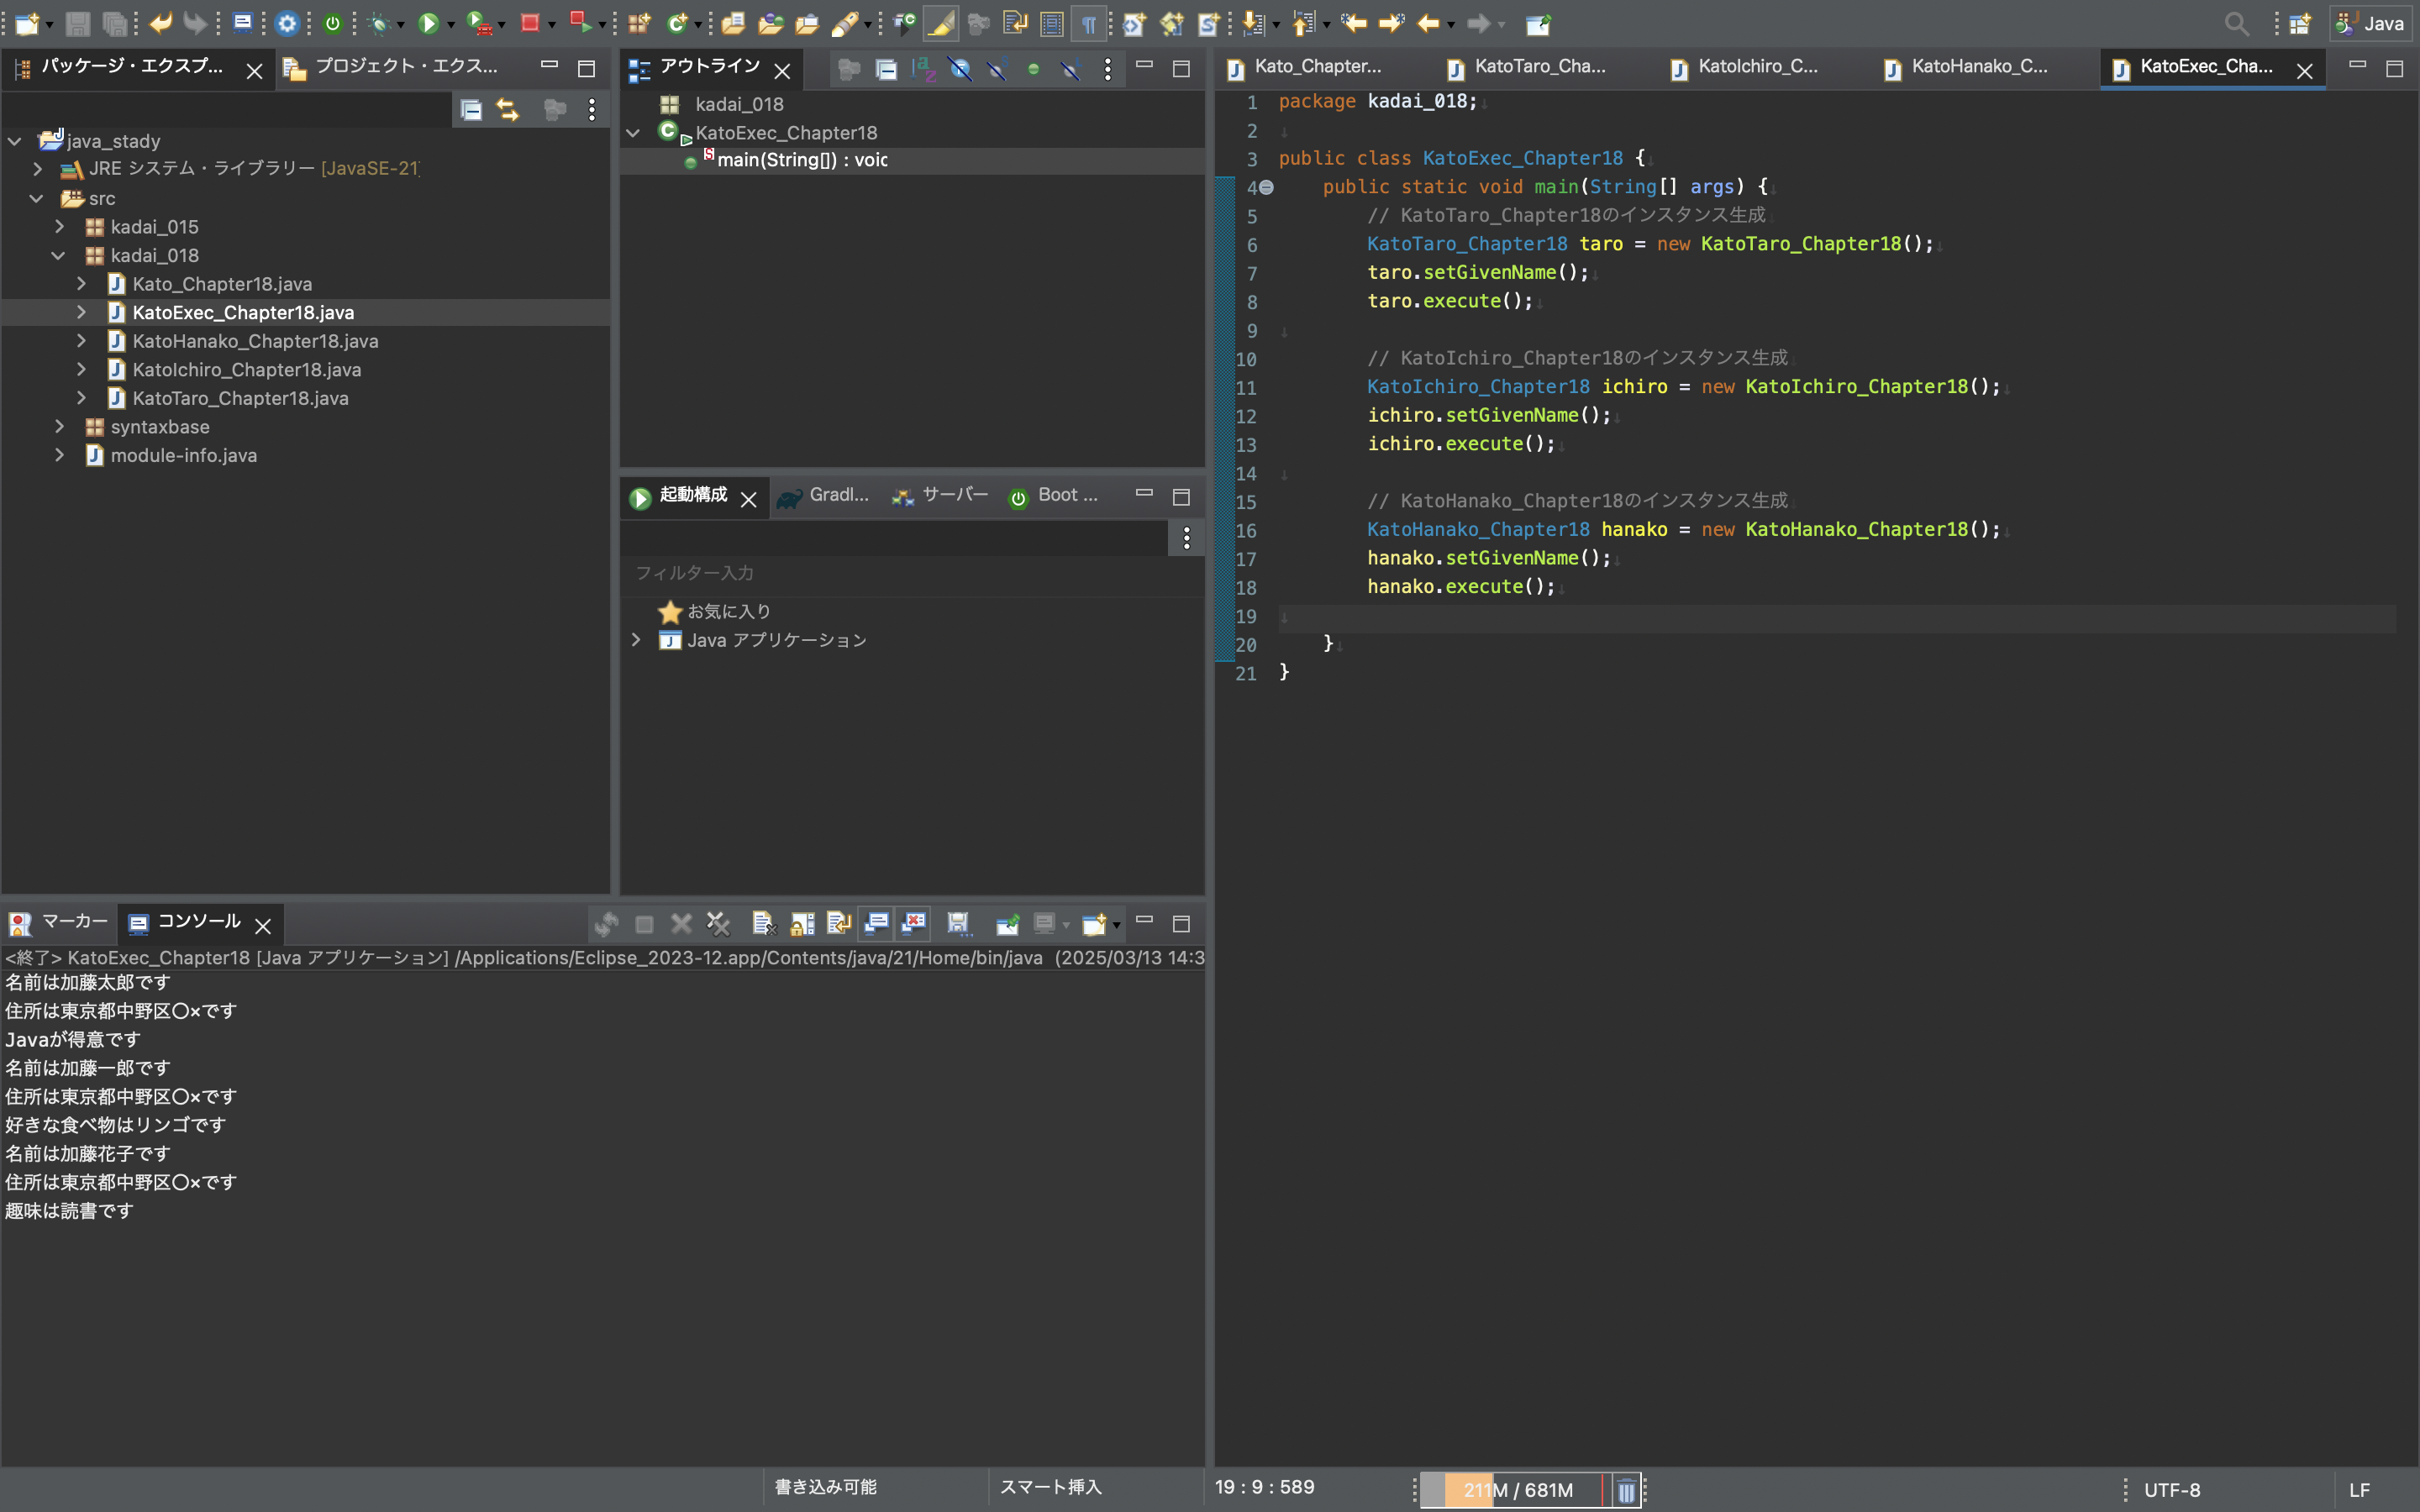 Java
パッケージ・エクスプ...
プロジェクト・エクス...
java_stady
JRE システム・ライブラリー [JavaSE-21]
src
kadai_015
kadai_018
Kato_Chapter18.java
KatoExec_Chapter18.java
KatoHanako_Chapter18.java
KatoIchiro_Chapter18.java
KatoTaro_Chapter18.java
syntaxbase
module-info.java
アウトライン
kadai_018
KatoExec_Chapter18
main(String[]) : voic
起動構成
Gradl...
サーバー
Boot ...
フィルター入力
お気に入り
Java アプリケーション
Kato_Chapter...
KatoTaro_Cha...
KatoIchiro_C...
KatoHanako_C...
KatoExec_Cha...
1 package kadai_018;
2
3 public class KatoExec_Chapter18 {
4 public static void main(String[] args) {
5 // KatoTaro_Chapter18のインスタンス生成
6 KatoTaro_Chapter18 taro = new KatoTaro_Chapter18();
7 taro.setGivenName();
8 taro.execute();
9
10 // KatoIchiro_Chapter18のインスタンス生成
11 KatoIchiro_Chapter18 ichiro = new KatoIchiro_Chapter18();
12 ichiro.setGivenName();
13 ichiro.execute();
14
15 // KatoHanako_Chapter18のインスタンス生成
16 KatoHanako_Chapter18 hanako = new KatoHanako_Chapter18();
17 hanako.setGivenName();
18 hanako.execute();
19
20 }
21 }
マーカー
コンソール
<終了> KatoExec_Chapter18 [Java アプリケーション] /Applications/Eclipse_2023-12.app/Contents/java/21/Home/bin/java (2025/03/13 14:3
名前は加藤太郎です
住所は東京都中野区〇×です
Javaが得意です
名前は加藤一郎です
住所は東京都中野区〇×です
好きな食べ物はリンゴです
名前は加藤花子です
住所は東京都中野区〇×です
趣味は読書です
書き込み可能
スマート挿入
19 : 9 : 589
211M / 681M
UTF-8
LF